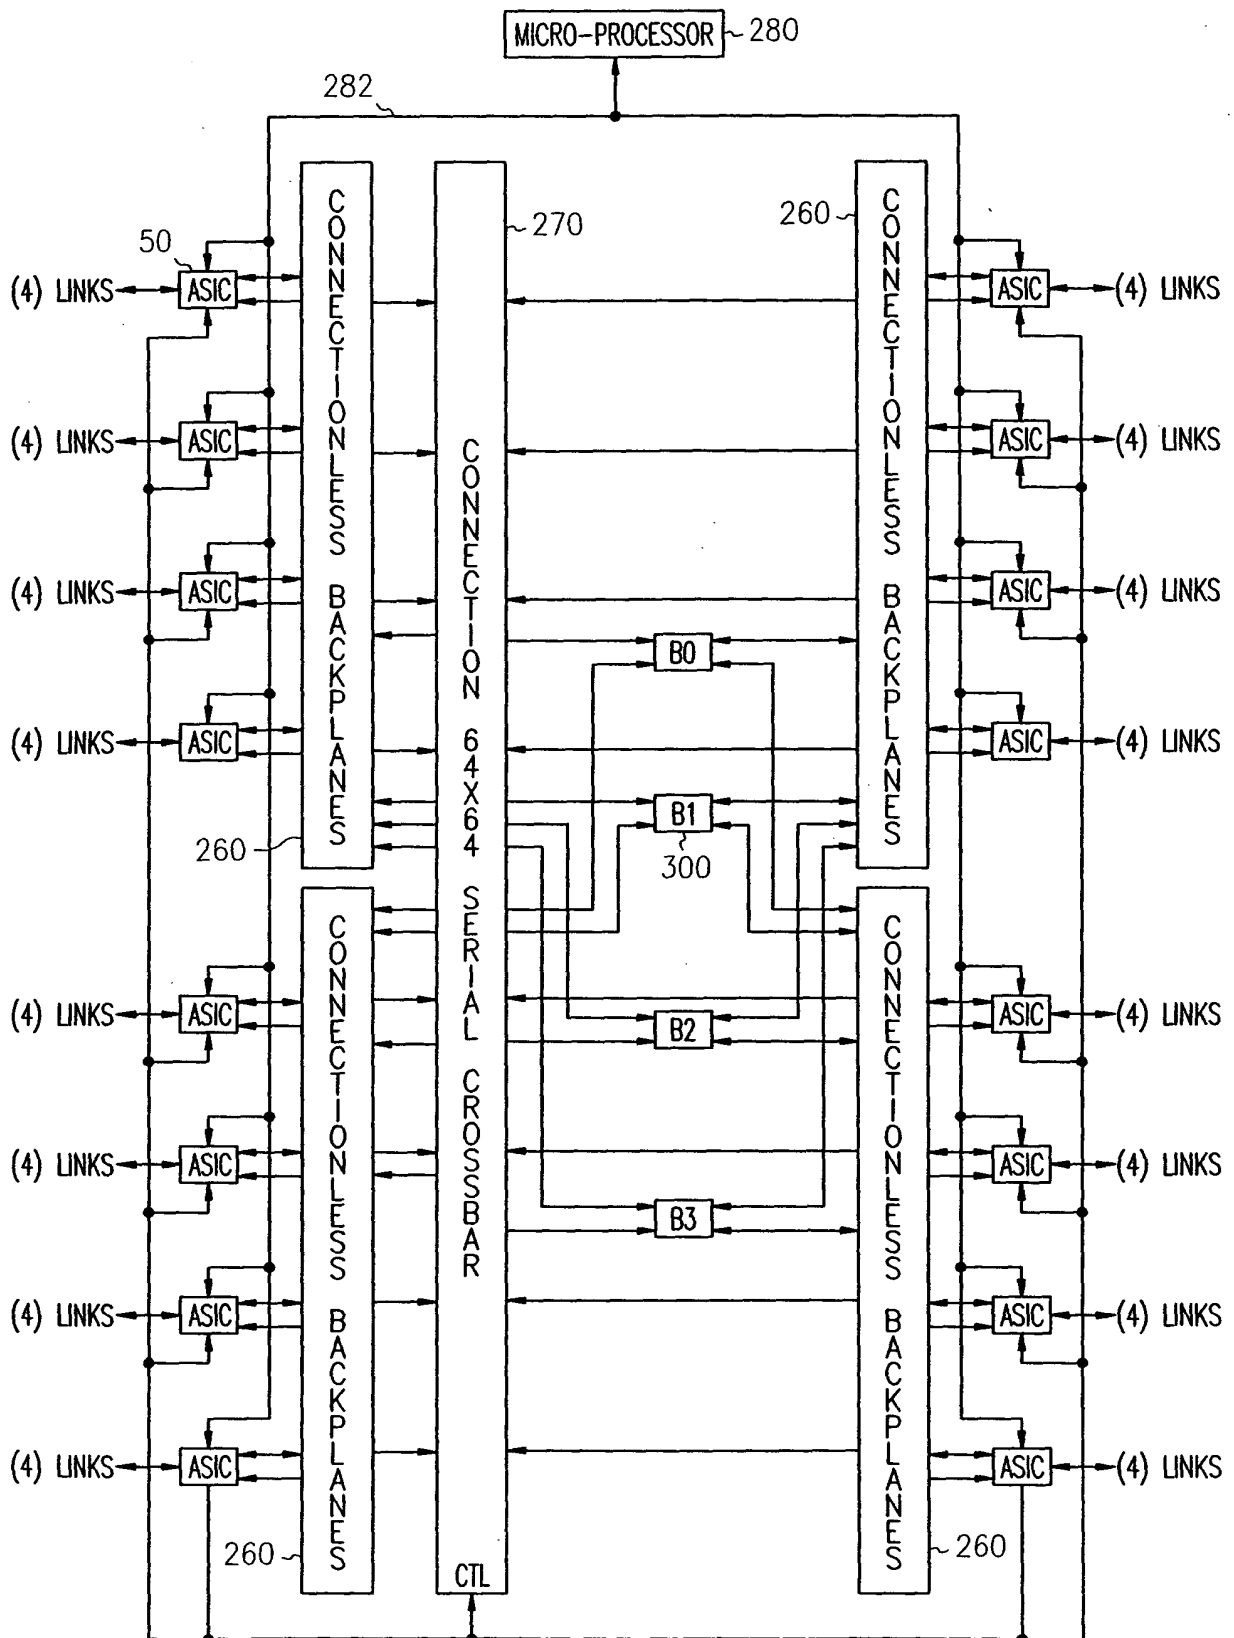 MICRO-PROCESSOR 280
282
CONNECTIONLESS BACKPLANES
CONNECTION 64X64 SERIAL CROSSBAR
CONNECTIONLESS BACKPLANES
270
260
50
(4) LINKS ASIC
ASIC (4) LINKS
(4) LINKS ASIC
ASIC (4) LINKS
(4) LINKS ASIC
ASIC (4) LINKS
B0
(4) LINKS ASIC
ASIC (4) LINKS
B1
260
300
CONNECTIONLESS BACKPLANES
CONNECTIONLESS BACKPLANES
(4) LINKS ASIC
B2
ASIC (4) LINKS
(4) LINKS ASIC
ASIC (4) LINKS
B3
(4) LINKS ASIC
ASIC (4) LINKS
(4) LINKS ASIC
ASIC (4) LINKS
260
260
CTL